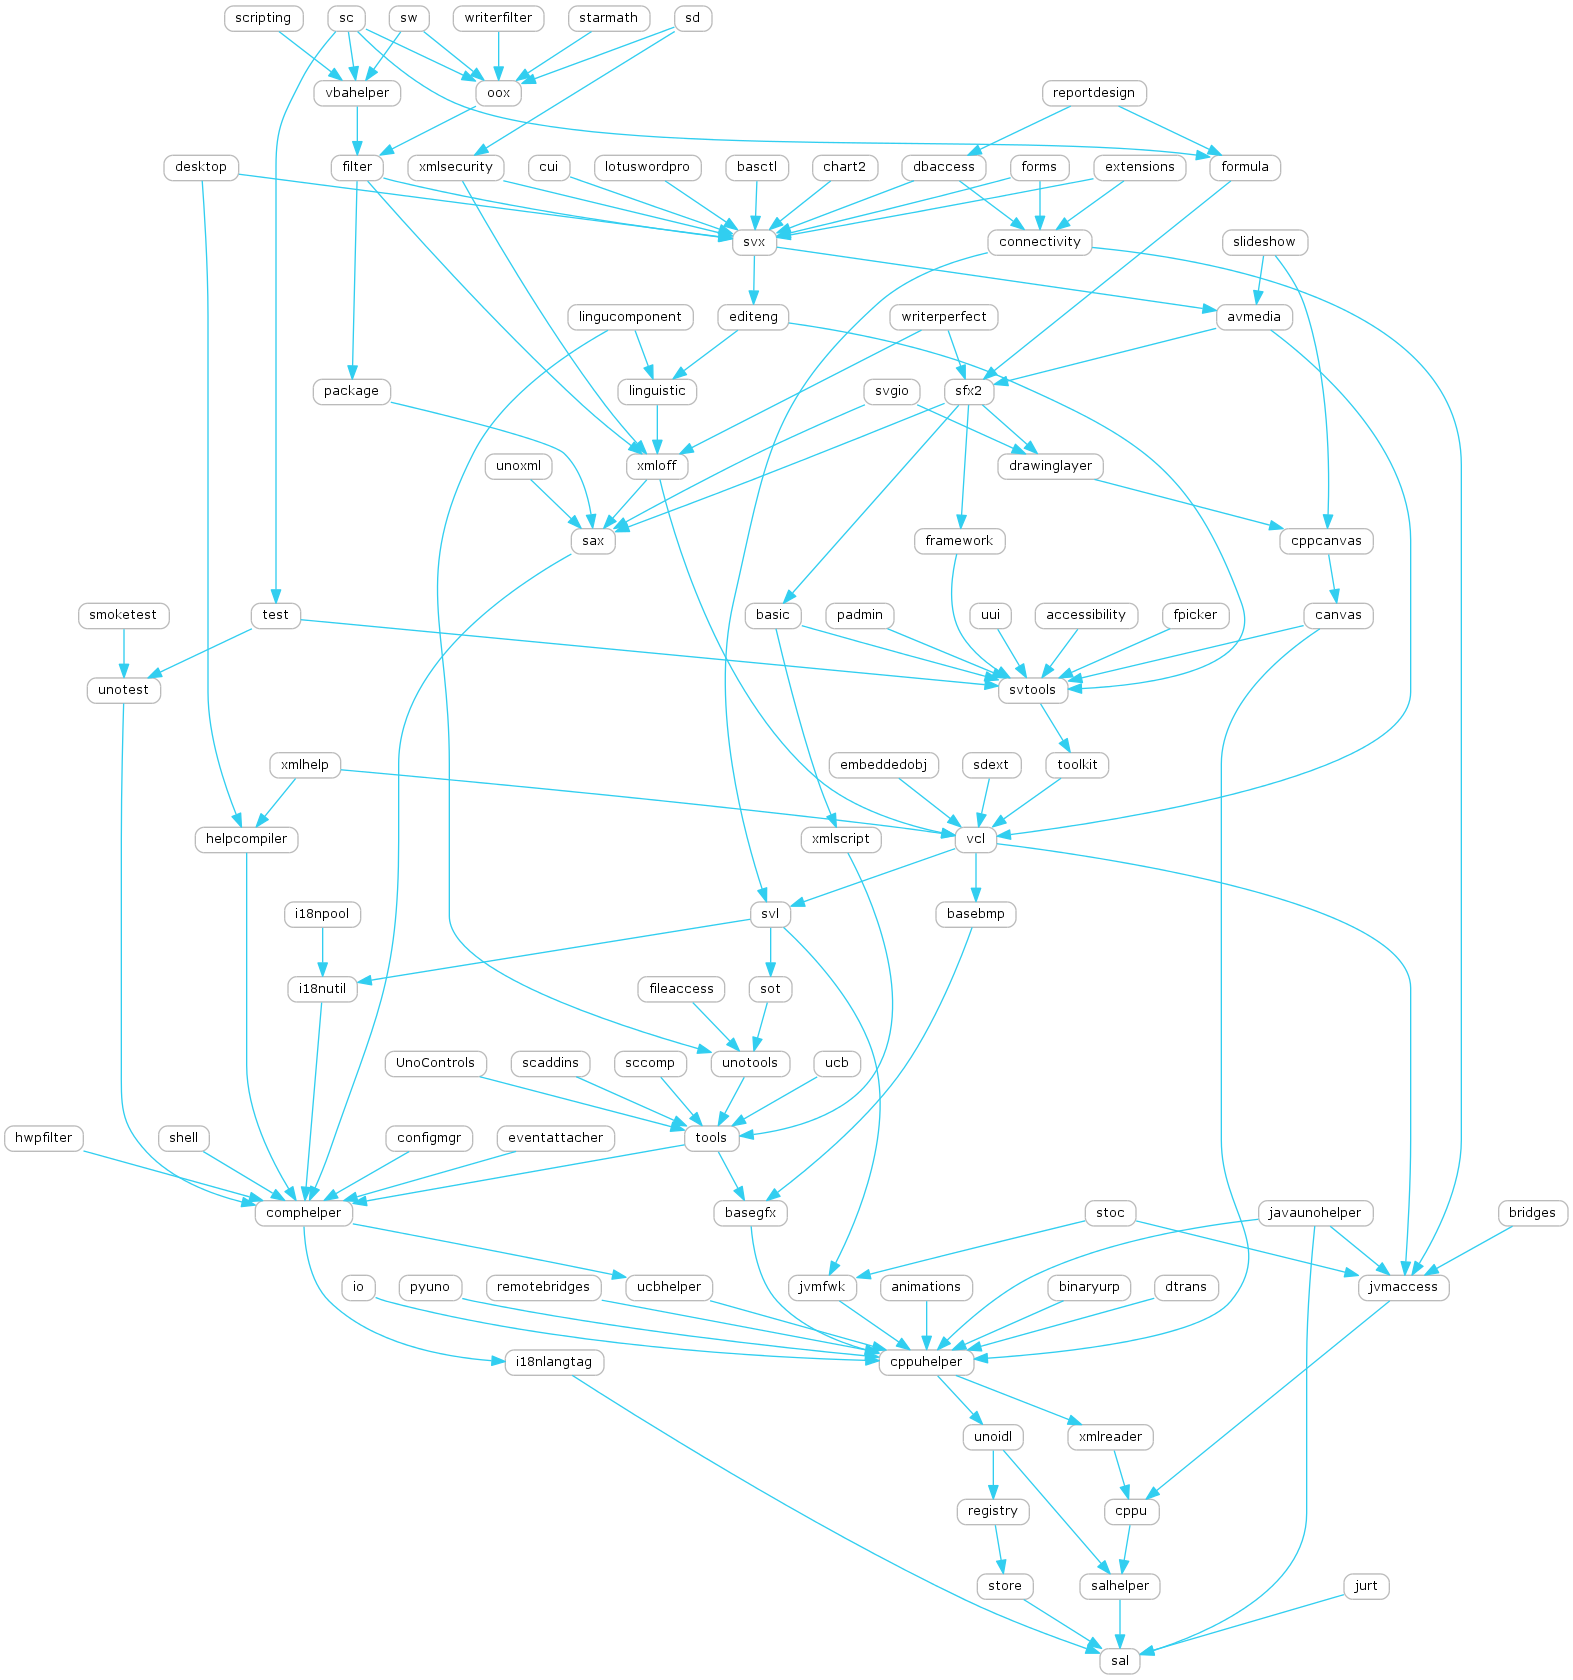 scripting
sc
sw
writerfilter
starmath
sd
vbahelper
oox
reportdesign
desktop
filter
xmlsecurity
cui
lotuswordpro
basctl
chart2
dbaccess
forms
extensions
formula
svx
connectivity
slideshow
lingucomponent
editeng
writerperfect
avmedia
package
linguistic
svgio
sfx2
unoxml
xmloff
drawinglayer
sax
framework
cppcanvas
smoketest
test
basic
padmin
uui
accessibility
fpicker
canvas
unotest
svtools
xmlhelp
embeddedobj
sdext
toolkit
helpcompiler
xmlscript
vcl
i18npool
svl
basebmp
i18nutil
fileaccess
sot
UnoControls
scaddins
sccomp
unotools
ucb
hwpfilter
shell
configmgr
eventattacher
tools
comphelper
basegfx
stoc
javaunohelper
bridges
io
pyuno
remotebridges
ucbhelper
jvmfwk
animations
binaryurp
dtrans
jvmaccess
i18nlangtag
cppuhelper
unoidl
xmlreader
registry
cppu
store
salhelper
jurt
sal